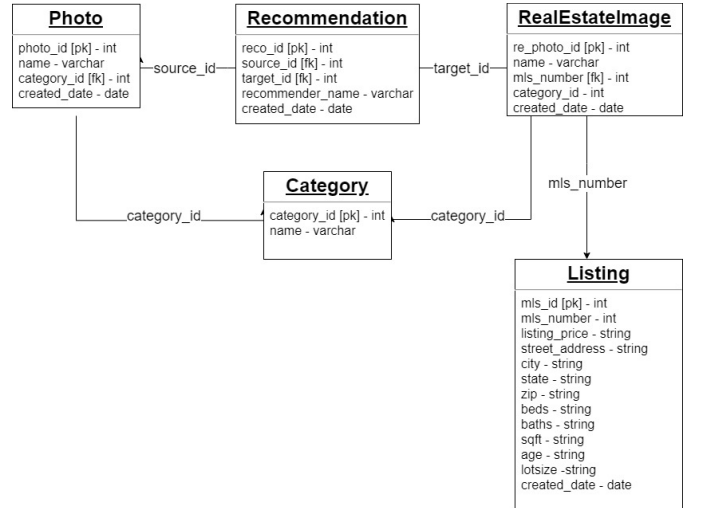 Photo
photo_id [pk] - int
name - varchar
category_id [fk] - int
created_date - date
source_id
Recommendation
reco_id [pk] - int
source_id [fk] - int
target_id [fk] - int
recommender_name - varchar
created_date - date
target_id
RealEstateImage
re_photo_id [pk] - int
name - varchar
mls_number [fk] - int
category_id - int
created_date - date
category_id
Category
category_id [pk] - int
name - varchar
category_id
mls_number
Listing
mls_id [pk] - int
mls_number - int
listing_price - string
street_address - string
city - string
state - string
zip - string
beds - string
baths - string
sqft - string
age - string
lotsize -string
created_date - date